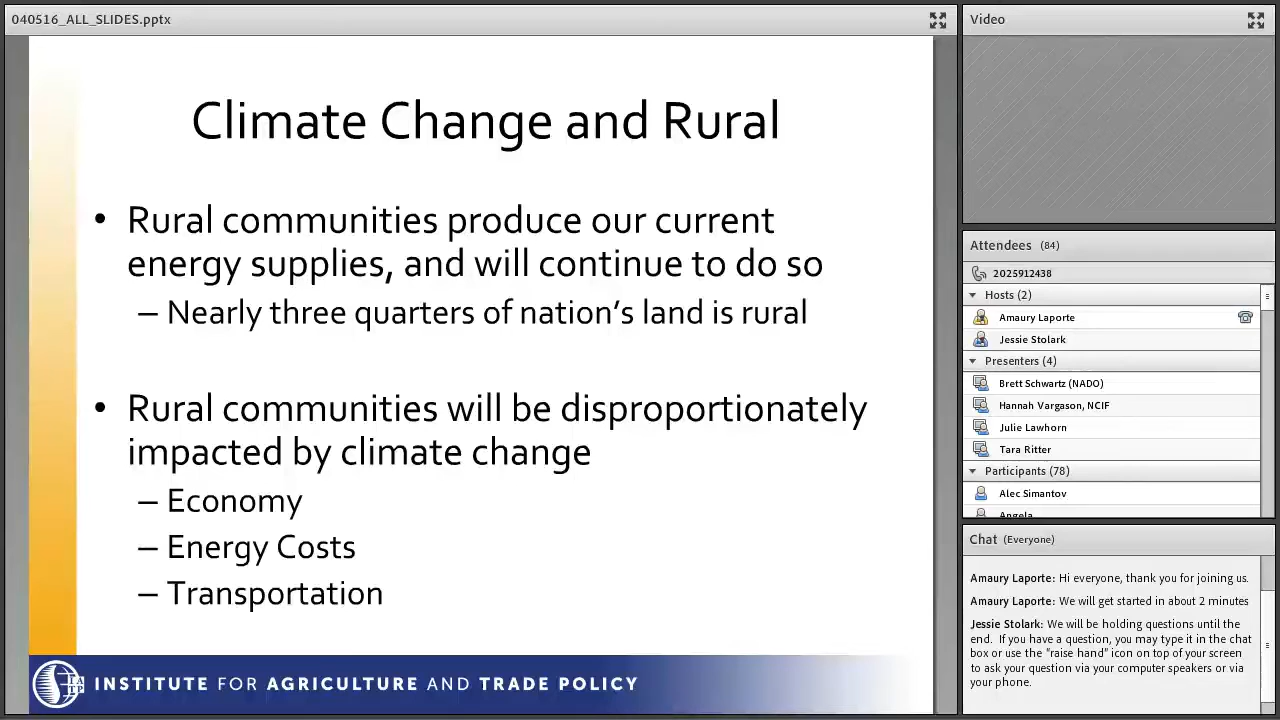 040516_ALL_SLIDES.pptx
Climate Change and Rural
• Rural communities produce our current
energy supplies, and will continue to do so
– Nearly three quarters of nation's land is rural
• Rural communities will be disproportionately
impacted by climate change
– Economy
– Energy Costs
– Transportation
INSTITUTE FOR AGRICULTURE AND TRADE POLICY
Video
Attendees (84)
2025912438
Hosts (2)
Amaury Laporte
Jessie Stolark
Presenters (4)
Brett Schwartz (NADO)
Hannah Vargason, NCIF
Julie Lawhorn
Tara Ritter
Participants (78)
Alec Simantov
Angela
Chat (Everyone)
Amaury Laporte: Hi everyone, thank you for joining us.
Amaury Laporte: We will get started in about 2 minutes
Jessie Stolark: We will be holding questions until the
end. If you have a question, you may type it in the chat
box or use the "raise hand" icon on top of your screen
to ask your question via your computer speakers or via
your phone.